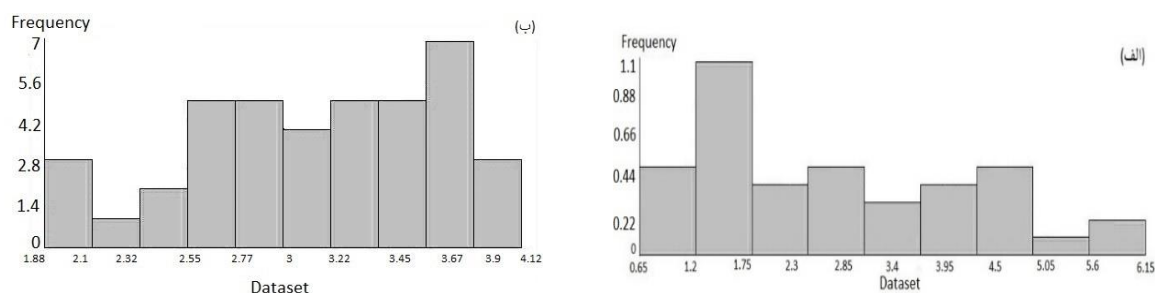 Frequency
(ب)
7
5.6
4.2
2.8
1.4
0
1.88 2.1 2.32 2.55 2.77 3 3.22 3.45 3.67 3.9 4.12
Dataset
Frequency
(الف)
1.1
0.88
0.66
0.44
0.22
0
0.65 1.2 1.75 2.3 2.85 3.4 3.95 4.5 5.05 5.6 6.15
Dataset